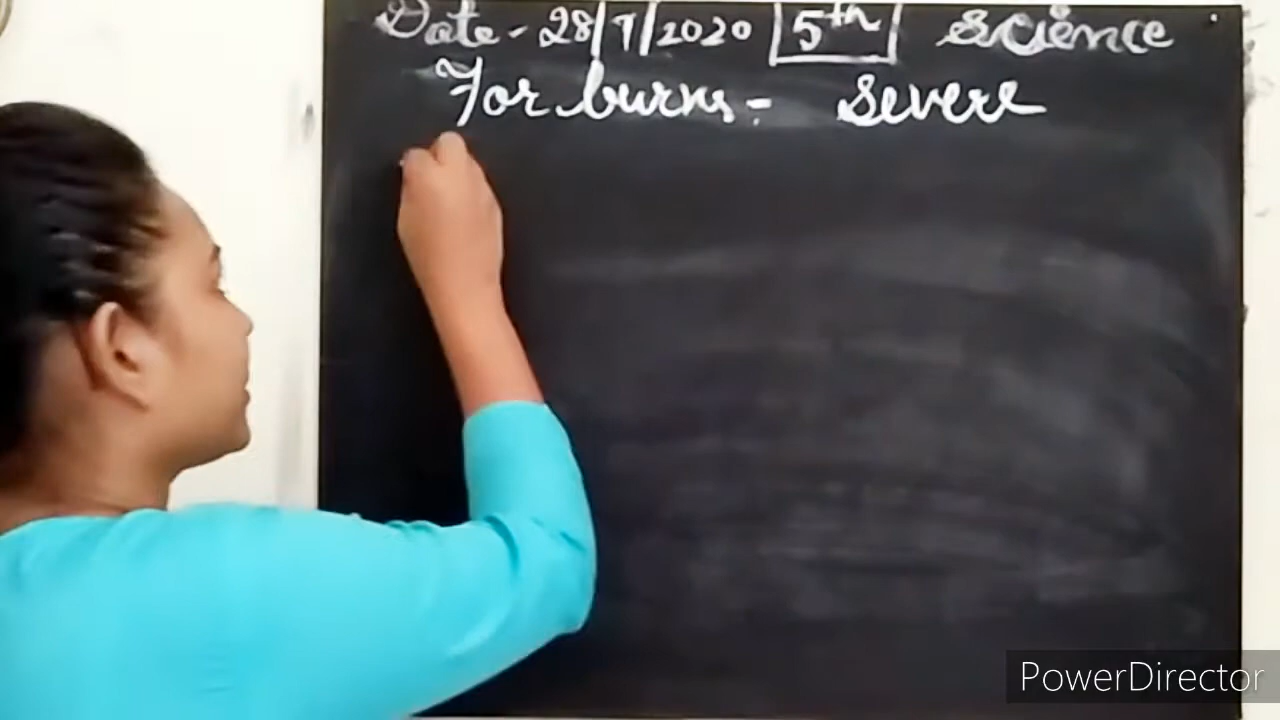 Date - 28/7/2020 5th Science
For burns = severe
PowerDirector